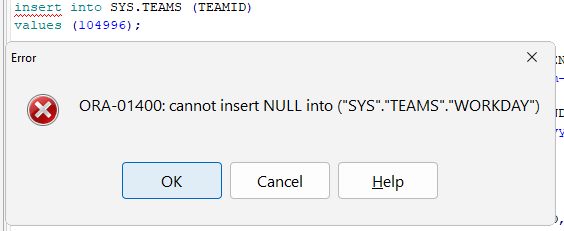 insert into SYS.TEAMS (TEAMID)
values (104996);
Error
ORA-01400: cannot insert NULL into ("SYS"."TEAMS"."WORKDAY")
OK
Cancel
Help